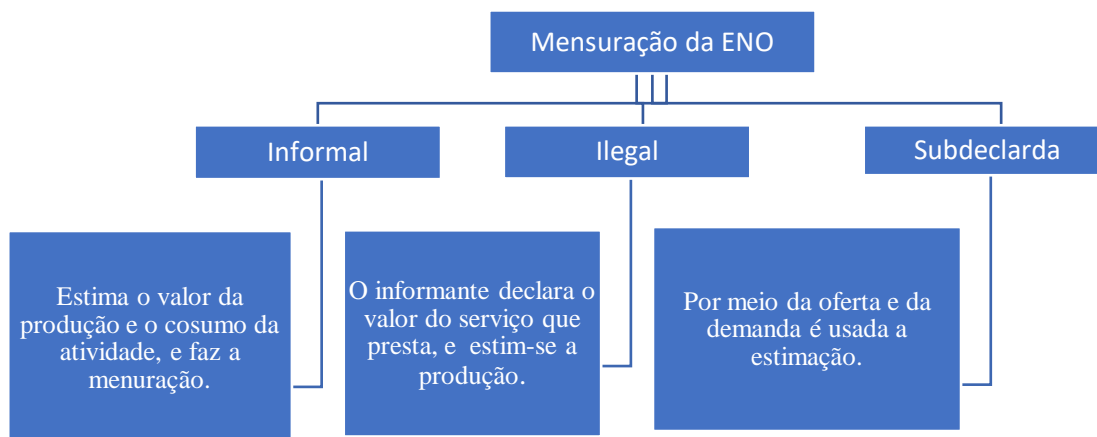 Mensuração da ENO
Informal
Ilegal
Subdeclarda
Estima o valor da
produção e o cosumo da
atividade, e faz a
menuração.
O informante declara o
valor do serviço que
presta, e estim-se a
produção.
Por meio da oferta e da
demanda é usada a
estimação.